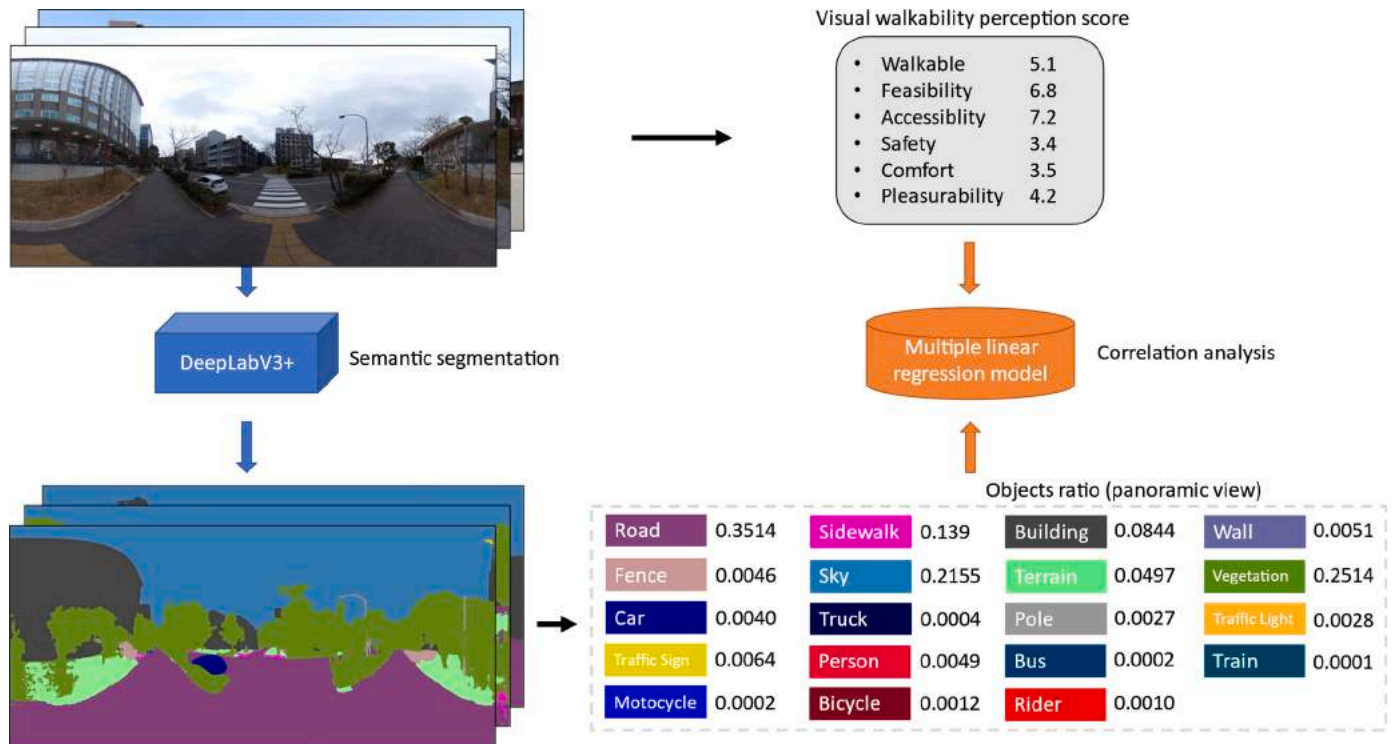 Visual walkability perception score
• Walkable 5.1
• Feasibility 6.8
• Accessiblity 7.2
• Safety 3.4
• Comfort 3.5
• Pleasurability 4.2
DeepLabV3+
Semantic segmentation
Multiple linear
regression model
Correlation analysis
Objects ratio (panoramic view)
Road 0.3514 Sidewalk 0.139 Building 0.0844 Wall 0.0051
Fence 0.0046 Sky 0.2155 Terrain 0.0497 Vegetation 0.2514
Car 0.0040 Truck 0.0004 Pole 0.0027 Traffic Light 0.0028
Traffic Sign 0.0064 Person 0.0049 Bus 0.0002 Train 0.0001
Motocycle 0.0002 Bicycle 0.0012 Rider 0.0010